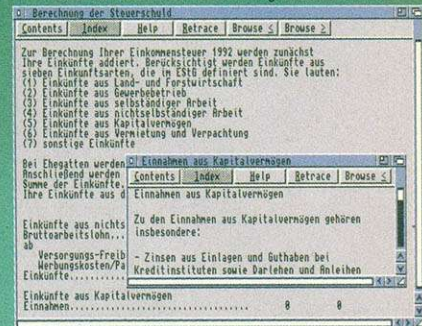 Berechnung der Steuerschuld
Contents Index Help Retrace Browse < Browse >
Zur Berechnung Ihrer Einkommensteuer 1992 werden zunächst
Ihre Einkünfte addiert. Berücksichtigt werden Einkünfte aus
sieben Einkunftsarten, die im EStG definiert sind. Sie lauten:
(1) Einkünfte aus Land- und Forstwirtschaft
(2) Einkünfte aus Gewerbebetrieb
(3) Einkünfte aus selbständiger Arbeit
(4) Einkünfte aus nichtselbständiger Arbeit
(5) Einkünfte aus Kapitalvermögen
(6) Einkünfte aus Vermietung und Verpachtung
(7) sonstige Einkünfte
Bei Ehegatten werden
Anschließend werden
Summe der Einkünfte.
Ihre Einkünfte aus d
Einkünfte aus nichts
Bruttoarbeitslohn...
ab
Versorgungs-Freib
Werbungskosten/Pa
Einkünfte............
Einnahmen aus Kapitalvermögen
Contents Index Help Retrace Browse <
Einnahmen aus Kapitalvermögen
Zu den Einnahmen aus Kapitalvermögen gehören
insbesondere:
- Zinsen aus Einlagen und Guthaben bei
Kreditinstituten sowie Darlehen und Anleihen
Einkünfte aus Kapitalvermögen
Einnahmen.................................. 0 0